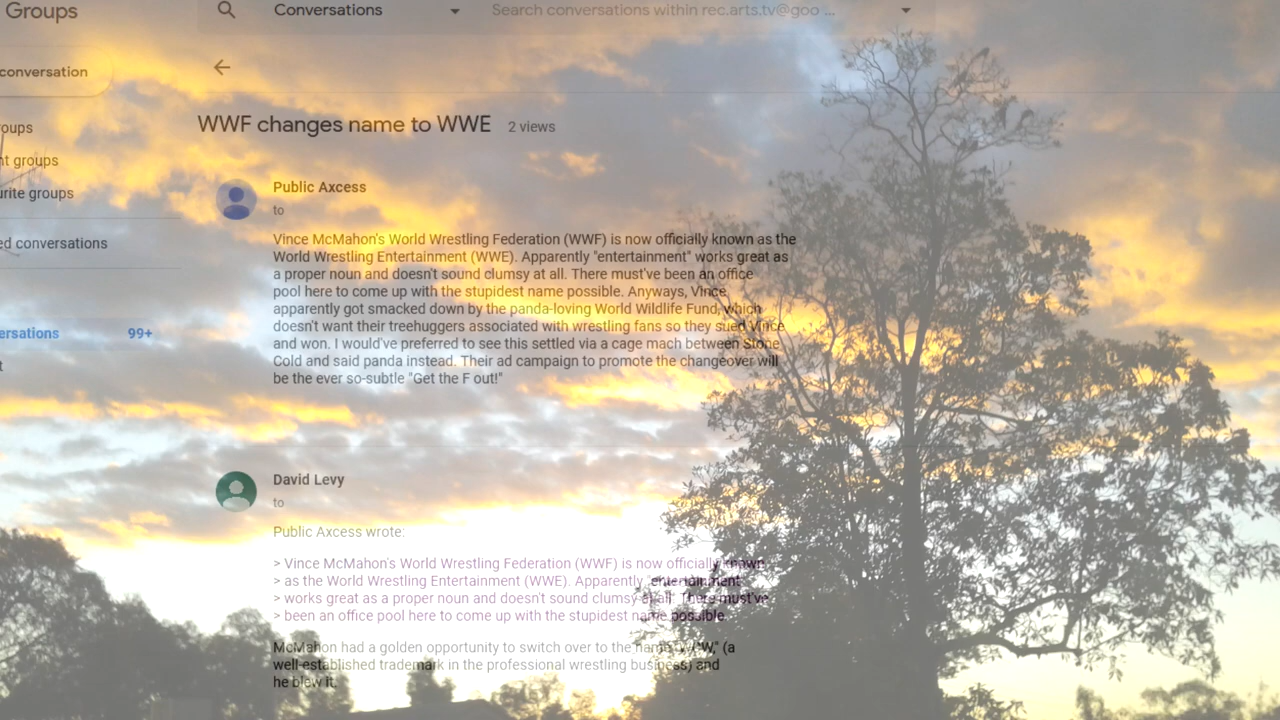 Groups
Conversations
Search conversations within rec.arts.tv@goo ...
conversation
WWF changes name to WWE 2 views
oups
nt groups
urite groups
ed conversations
ersations 99+
t
Public Axcess
to
Vince McMahon's World Wrestling Federation (WWF) is now officially known as the
World Wrestling Entertainment (WWE). Apparently "entertainment" works great as
a proper noun and doesn't sound clumsy at all. There must've been an office
pool here to come up with the stupidest name possible. Anyways, Vince
apparently got smacked down by the panda-loving World Wildlife Fund, which
doesn't want their treehuggers associated with wrestling fans so they sued Vince
and won. I would've preferred to see this settled via a cage mach between Stone
Cold and said panda instead. Their ad campaign to promote the changeover will
be the ever so-subtle "Get the F out!"
David Levy
to
Public Axcess wrote:
> Vince McMahon's World Wrestling Federation (WWF) is now officially known
> as the World Wrestling Entertainment (WWE). Apparently "entertainment"
> works great as a proper noun and doesn't sound clumsy at all. There must've
> been an office pool here to come up with the stupidest name possible.
McMahon had a golden opportunity to switch over to the name (a
well-established trademark in the professional wrestling business) and
he blew it.